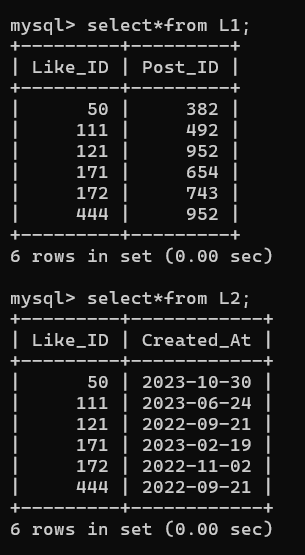 mysql> select*from L1;
+---------+---------+
| Like_ID | Post_ID |
+---------+---------+
|      50 |     382 |
|     111 |     492 |
|     121 |     952 |
|     171 |     654 |
|     172 |     743 |
|     444 |     952 |
+---------+---------+
6 rows in set (0.00 sec)

mysql> select*from L2;
+---------+------------+
| Like_ID | Created_At |
+---------+------------+
|      50 | 2023-10-30 |
|     111 | 2023-06-24 |
|     121 | 2022-09-21 |
|     171 | 2023-02-19 |
|     172 | 2022-11-02 |
|     444 | 2022-09-21 |
+---------+------------+
6 rows in set (0.00 sec)